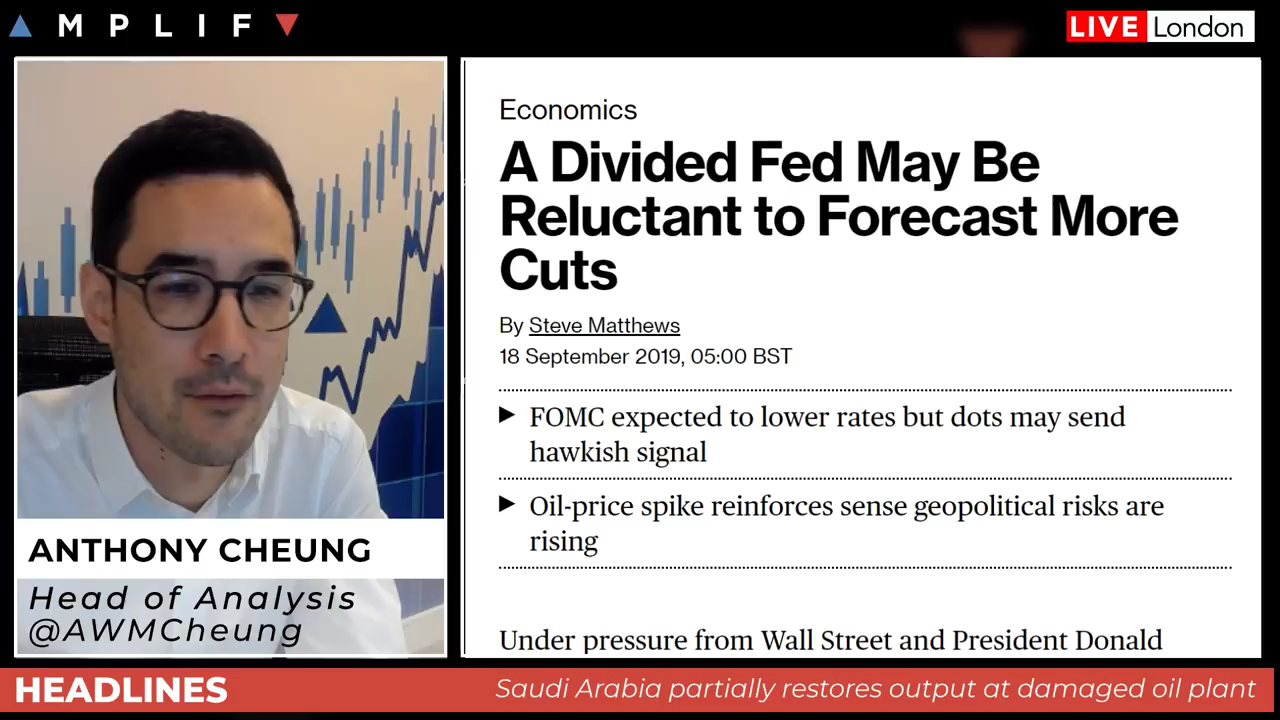 ▲MPLIF▼
LIVE London
Economics
A Divided Fed May Be
Reluctant to Forecast More
Cuts
By Steve Matthews
18 September 2019, 05:00 BST
FOMC expected to lower rates but dots may send
hawkish signal
Oil-price spike reinforces sense geopolitical risks are
rising
Under pressure from Wall Street and President Donald
ANTHONY CHEUNG
Head of Analysis
@AWMCheung
HEADLINES
Saudi Arabia partially restores output at damaged oil plant